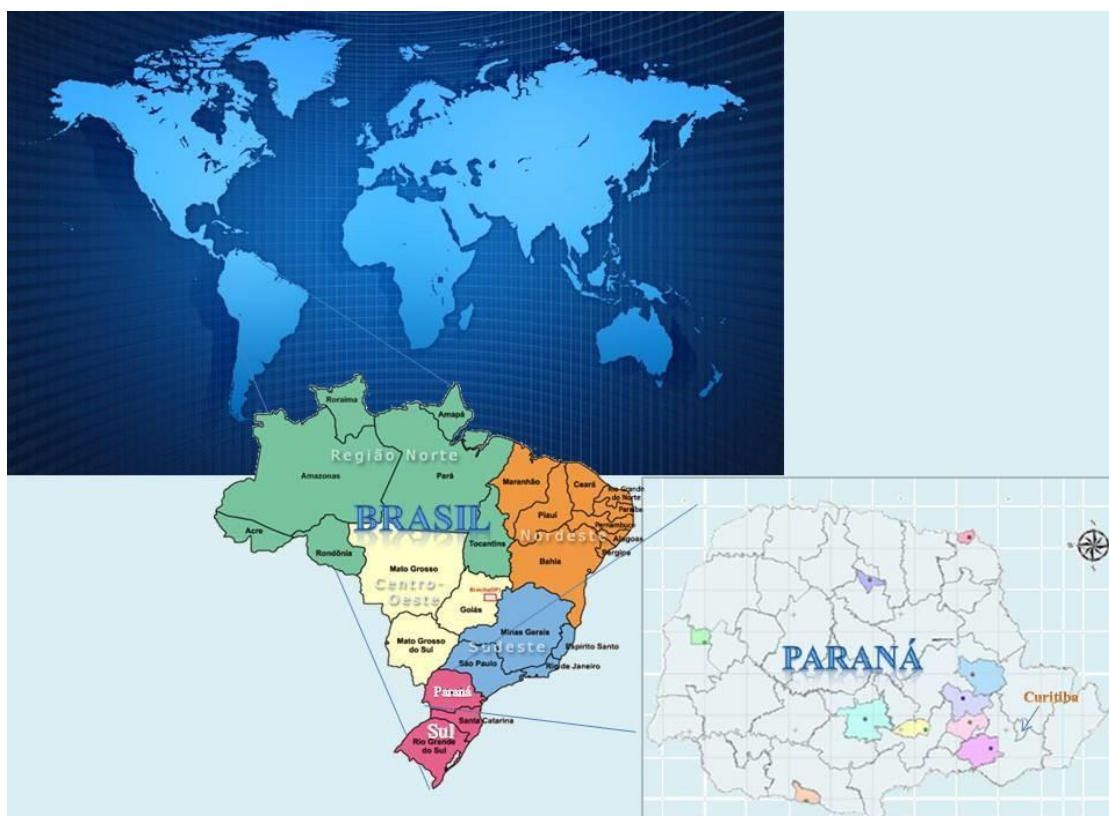 Roraima
Amapá
Região Norte
Amazonas
Pará
Maranhão
Ceará
Rio Grande
do Norte
Paraíba
Piauí
BRASIL
Pernambuco
Acre
Tocantins
Nordeste
Alagoas
Rondônia
Sergipe
Bahia
Mato Grosso
Centro-
Oeste
Goiás
Minas Gerais
Mato Grosso
do Sul
Sudeste
Espirito Santo
São Paulo
Rio de Janeiro
Paraná
Santa Catarina
Sul
Rio Grande
do Sul
PARANÁ
Curitiba